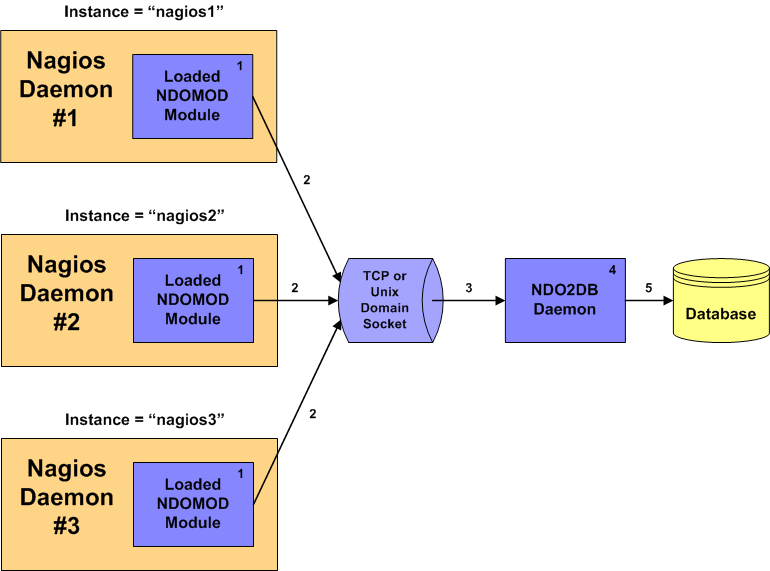 Instance = “nagios1”
Nagios
Daemon
#1
1
Loaded
NDOMOD
Module
2
Instance = “nagios2”
Nagios
Daemon
#2
1
Loaded
NDOMOD
Module
2
TCP or
Unix
Domain
Socket
3
4
NDO2DB
Daemon
5
Database
Instance = “nagios3”
Nagios
Daemon
#3
1
Loaded
NDOMOD
Module
2